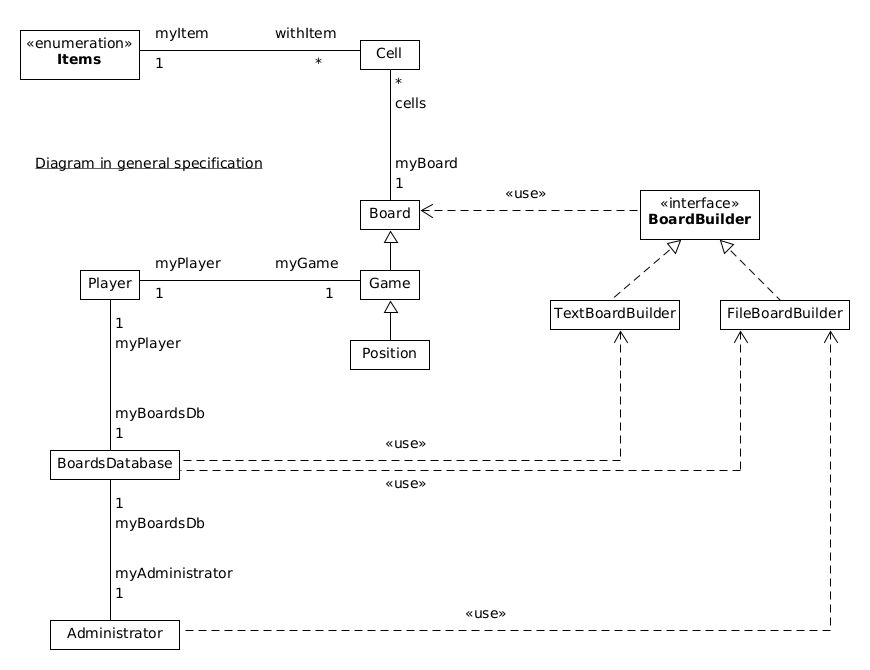 «enumeration»
Items
myItem
withItem
1
*
Cell
*
cells
Diagram in general specification
myBoard
1
Board
«use»
«interface»
BoardBuilder
Player
myPlayer
myGame
1
1
Game
TextBoardBuilder
FileBoardBuilder
1
myPlayer
Position
myBoardsDb
1
BoardsDatabase
«use»
«use»
1
myBoardsDb
myAdministrator
1
Administrator
«use»